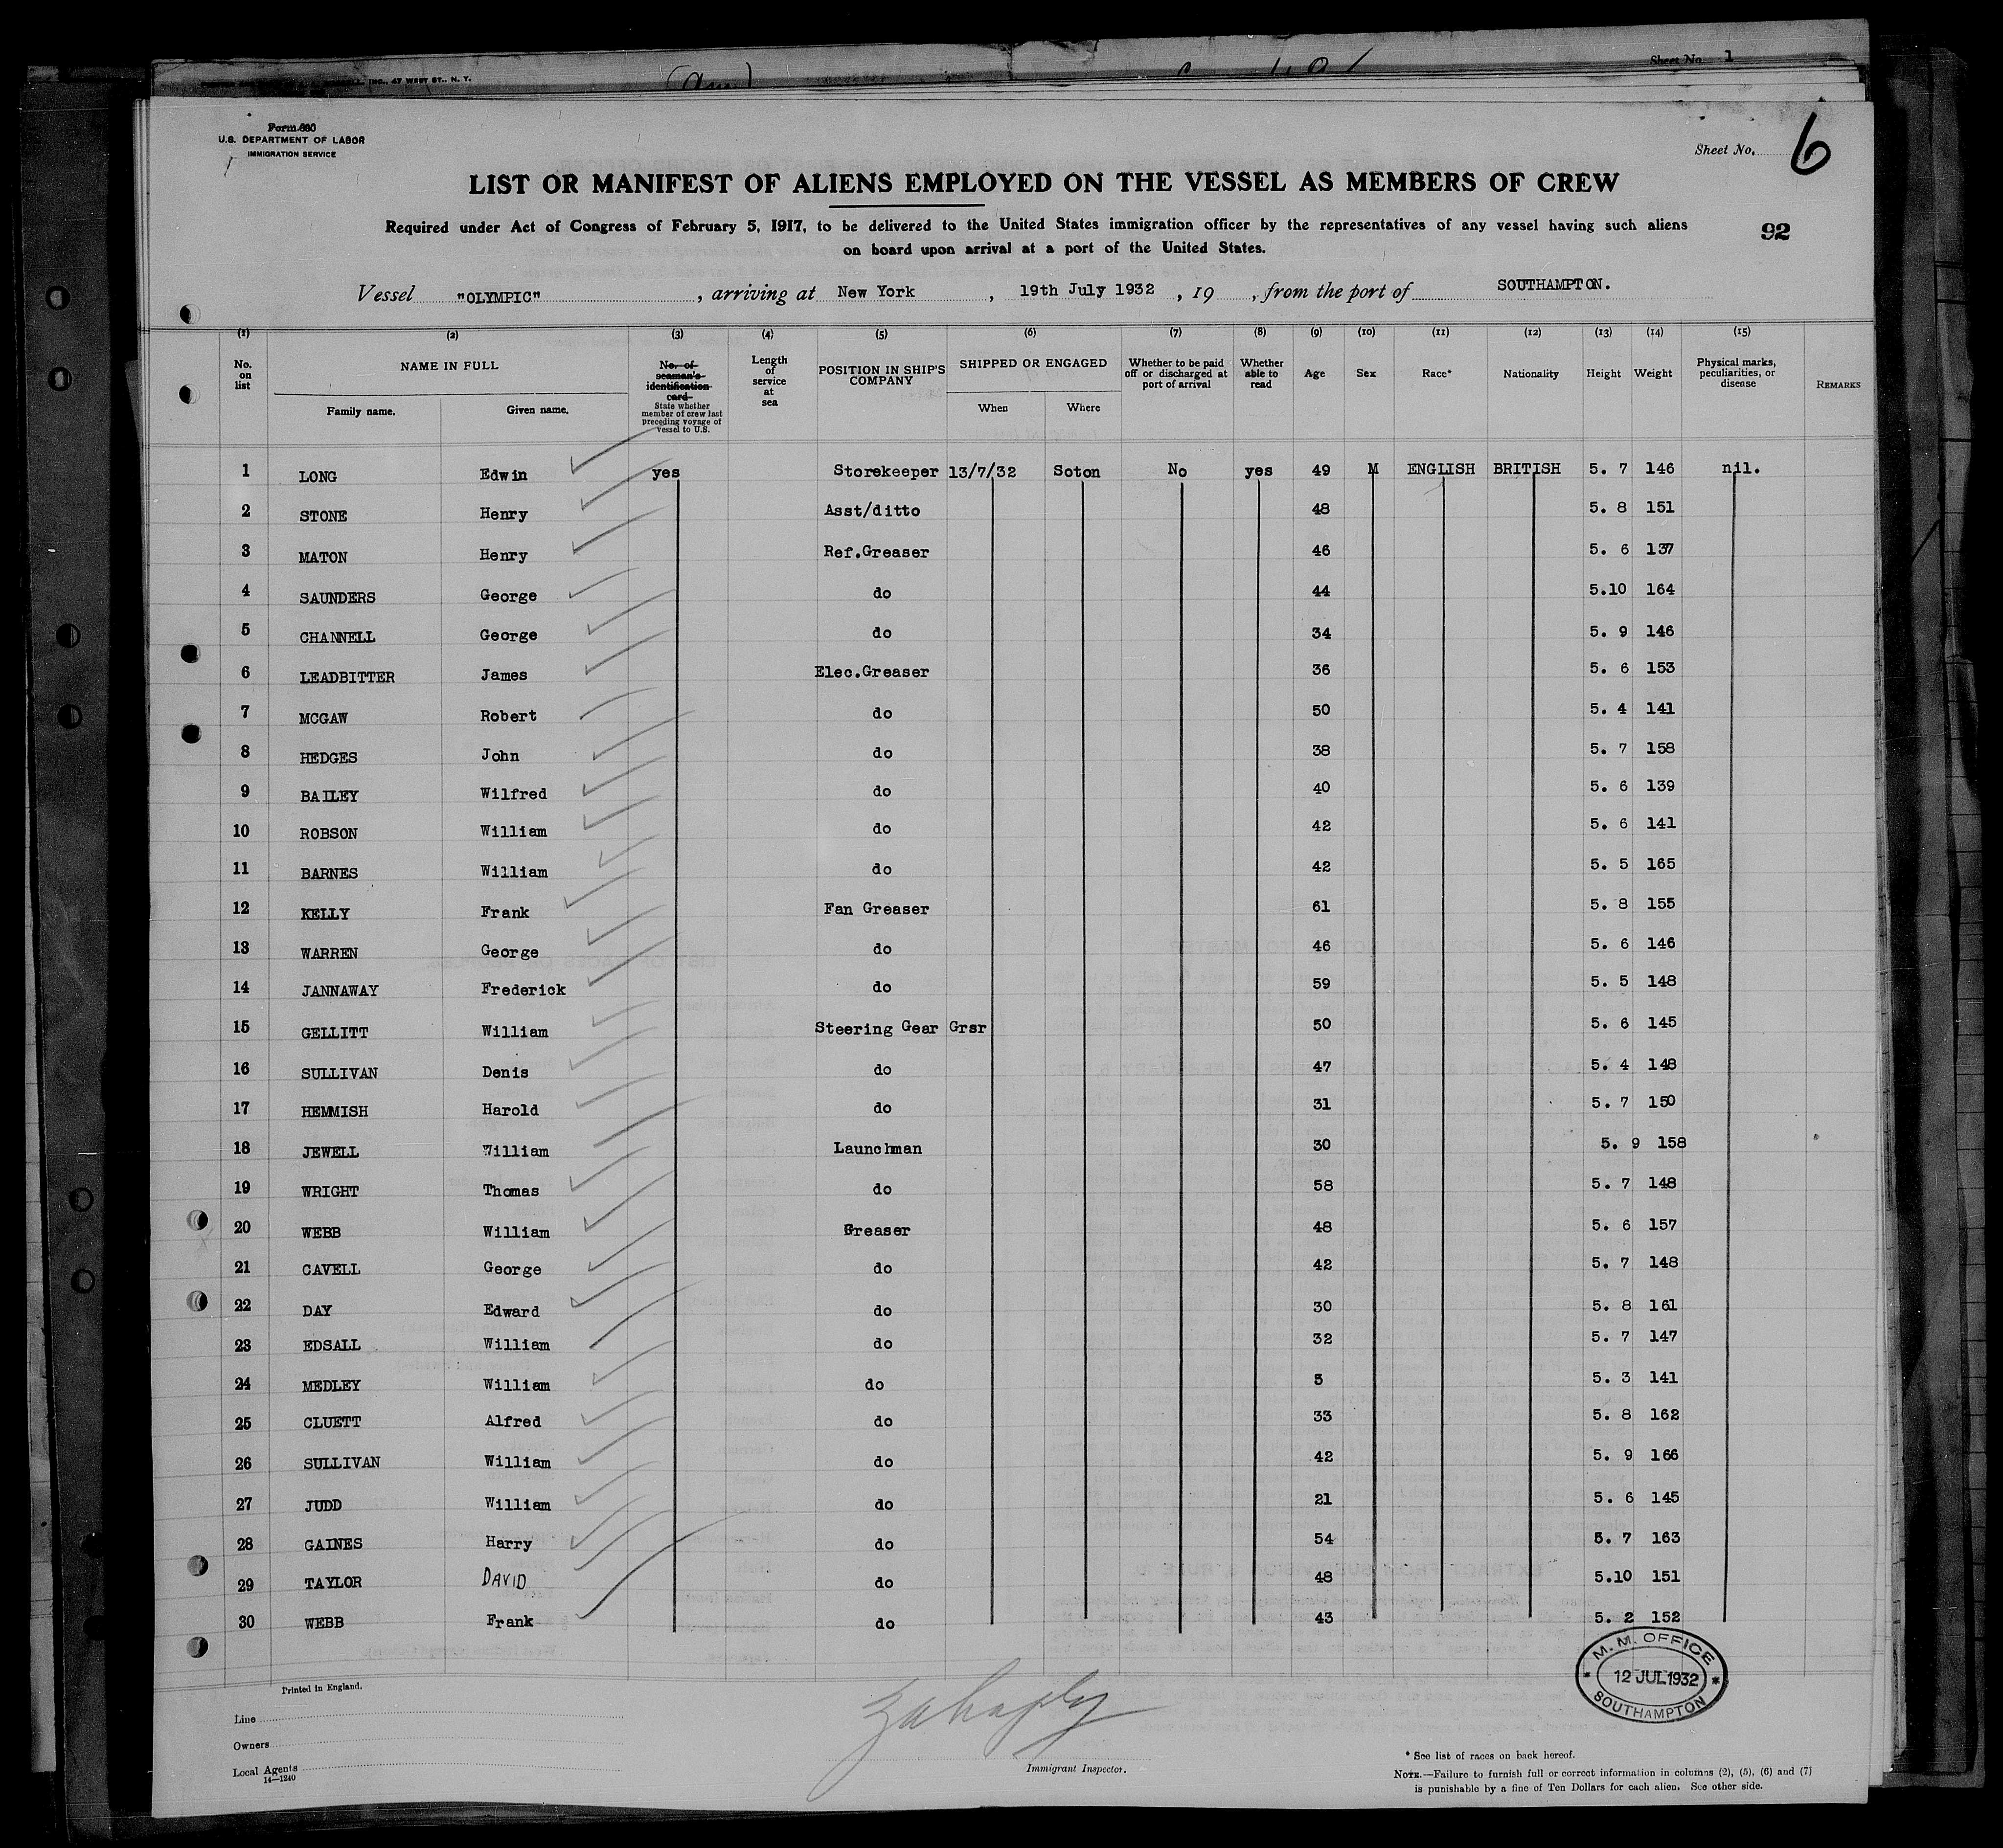 INC., 47 WEST ST., N. Y.
Sheet No. 1
Form 680
U.S. DEPARTMENT OF LABOR
IMMIGRATION SERVICE
Sheet No. 6
LIST OR MANIFEST OF ALIENS EMPLOYED ON THE VESSEL AS MEMBERS OF CREW
Required under Act of Congress of February 5, 1917, to be delivered to the United States immigration officer by the representatives of any vessel having such aliens
on board upon arrival at a port of the United States.
92
Vessel "OLYMPIC", arriving at New York, 19th July 1932, 19, from the port of SOUTHAMPTON.
(1) (2) (3) (4) (5) (6) (7) (8) (9) (10) (11) (12) (13) (14) (15)
No. on list
NAME IN FULL
Family name. Given name.
No. of seaman's identification card
State whether member of crew last preceding voyage of vessel to U.S.
Length of service at sea
POSITION IN SHIP'S COMPANY
SHIPPED OR ENGAGED
When Where
Whether to be paid off or discharged at port of arrival
Whether able to read
Age
Sex
Race*
Nationality
Height
Weight
Physical marks, peculiarities, or disease
REMARKS
1 LONG Edwin yes Storekeeper 13/7/32 Soton No yes 49 M ENGLISH BRITISH 5. 7 146 nil.
2 STONE Henry Asst/ditto 48 5. 8 151
3 MATON Henry Ref.Greaser 46 5. 6 137
4 SAUNDERS George do 44 5.10 164
5 CHANNELL George do 34 5. 9 146
6 LEADBITTER James Elec.Greaser 36 5. 6 153
7 MCGAW Robert do 50 5. 4 141
8 HEDGES John do 38 5. 7 158
9 BAILEY Wilfred do 40 5. 6 139
10 ROBSON William do 42 5. 6 141
11 BARNES William do 42 5. 5 165
12 KELLY Frank Fan Greaser 61 5. 8 155
13 WARREN George do 46 5. 6 146
14 JANNAWAY Frederick do 59 5. 5 148
15 GELLITT William Steering Gear Grsr 50 5. 6 145
16 SULLIVAN Denis do 47 5. 4 148
17 HEMMISH Harold do 31 5. 7 150
18 JEWELL William Launchman 30 5. 9 158
19 WRIGHT Thomas do 58 5. 7 148
20 WEBB William Greaser 48 5. 6 157
21 CAVELL George do 42 5. 7 148
22 DAY Edward do 30 5. 8 161
23 EDSALL William do 32 5. 7 147
24 MEDLEY William do 5 5. 3 141
25 CLUETT Alfred do 33 5. 8 162
26 SULLIVAN William do 42 5. 9 166
27 JUDD William do 21 5. 6 145
28 GAINES Harry do 54 5. 7 163
29 TAYLOR DAVID do 48 5.10 151
30 WEBB Frank do 43 5. 2 152
M. M. OFFICE
12 JUL 1932
SOUTHAMPTON
Printed in England.
Line
Owners
Local Agents
14—1240
Immigrant Inspector.
* See list of races on back hereof.
NOTE.—Failure to furnish full or correct information in columns (2), (5), (6) and (7)
is punishable by a fine of Ten Dollars for each alien. See other side.